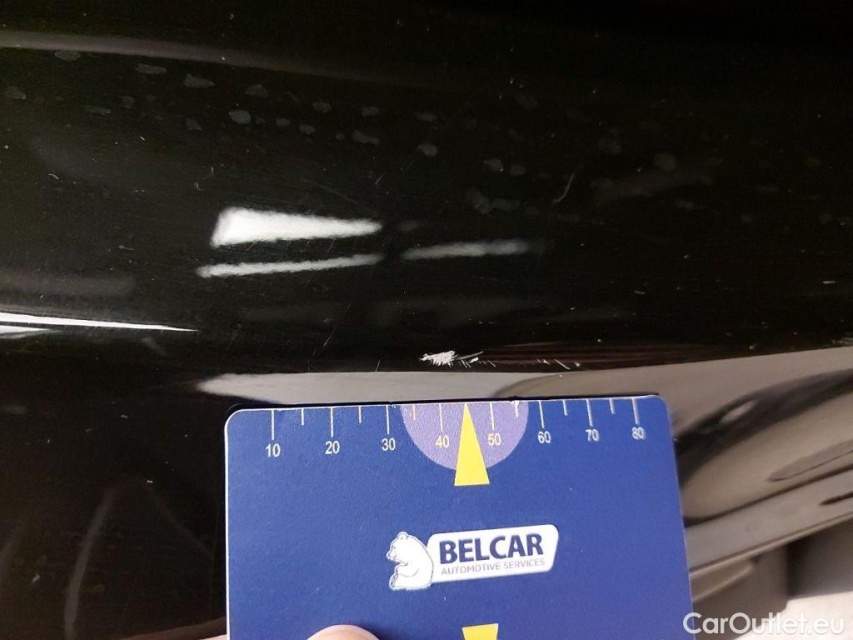 10 20 30 40 50 60 70 80
BELCAR
AUTOMOTIVE SERVICES
CarOutlet.eu